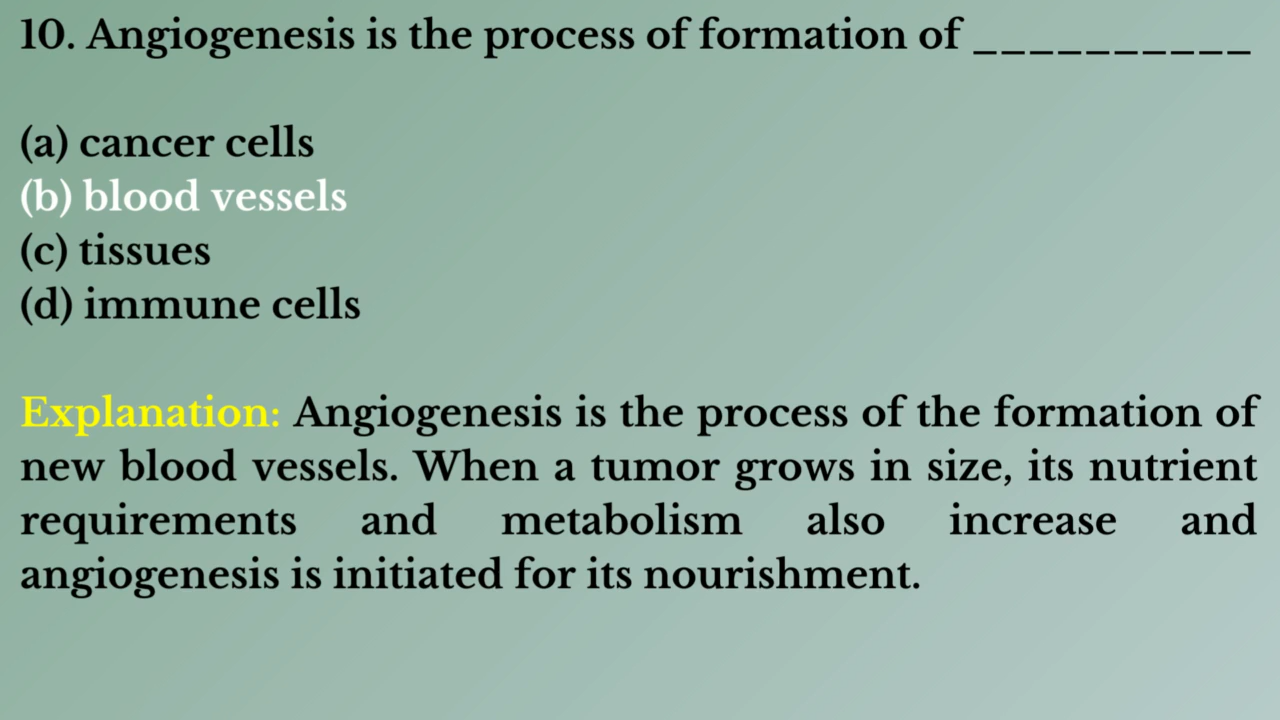 10. Angiogenesis is the process of formation of __________
(a) cancer cells
(b) blood vessels
(c) tissues
(d) immune cells
Explanation: Angiogenesis is the process of the formation of
new blood vessels. When a tumor grows in size, its nutrient
requirements and metabolism also increase and
angiogenesis is initiated for its nourishment.